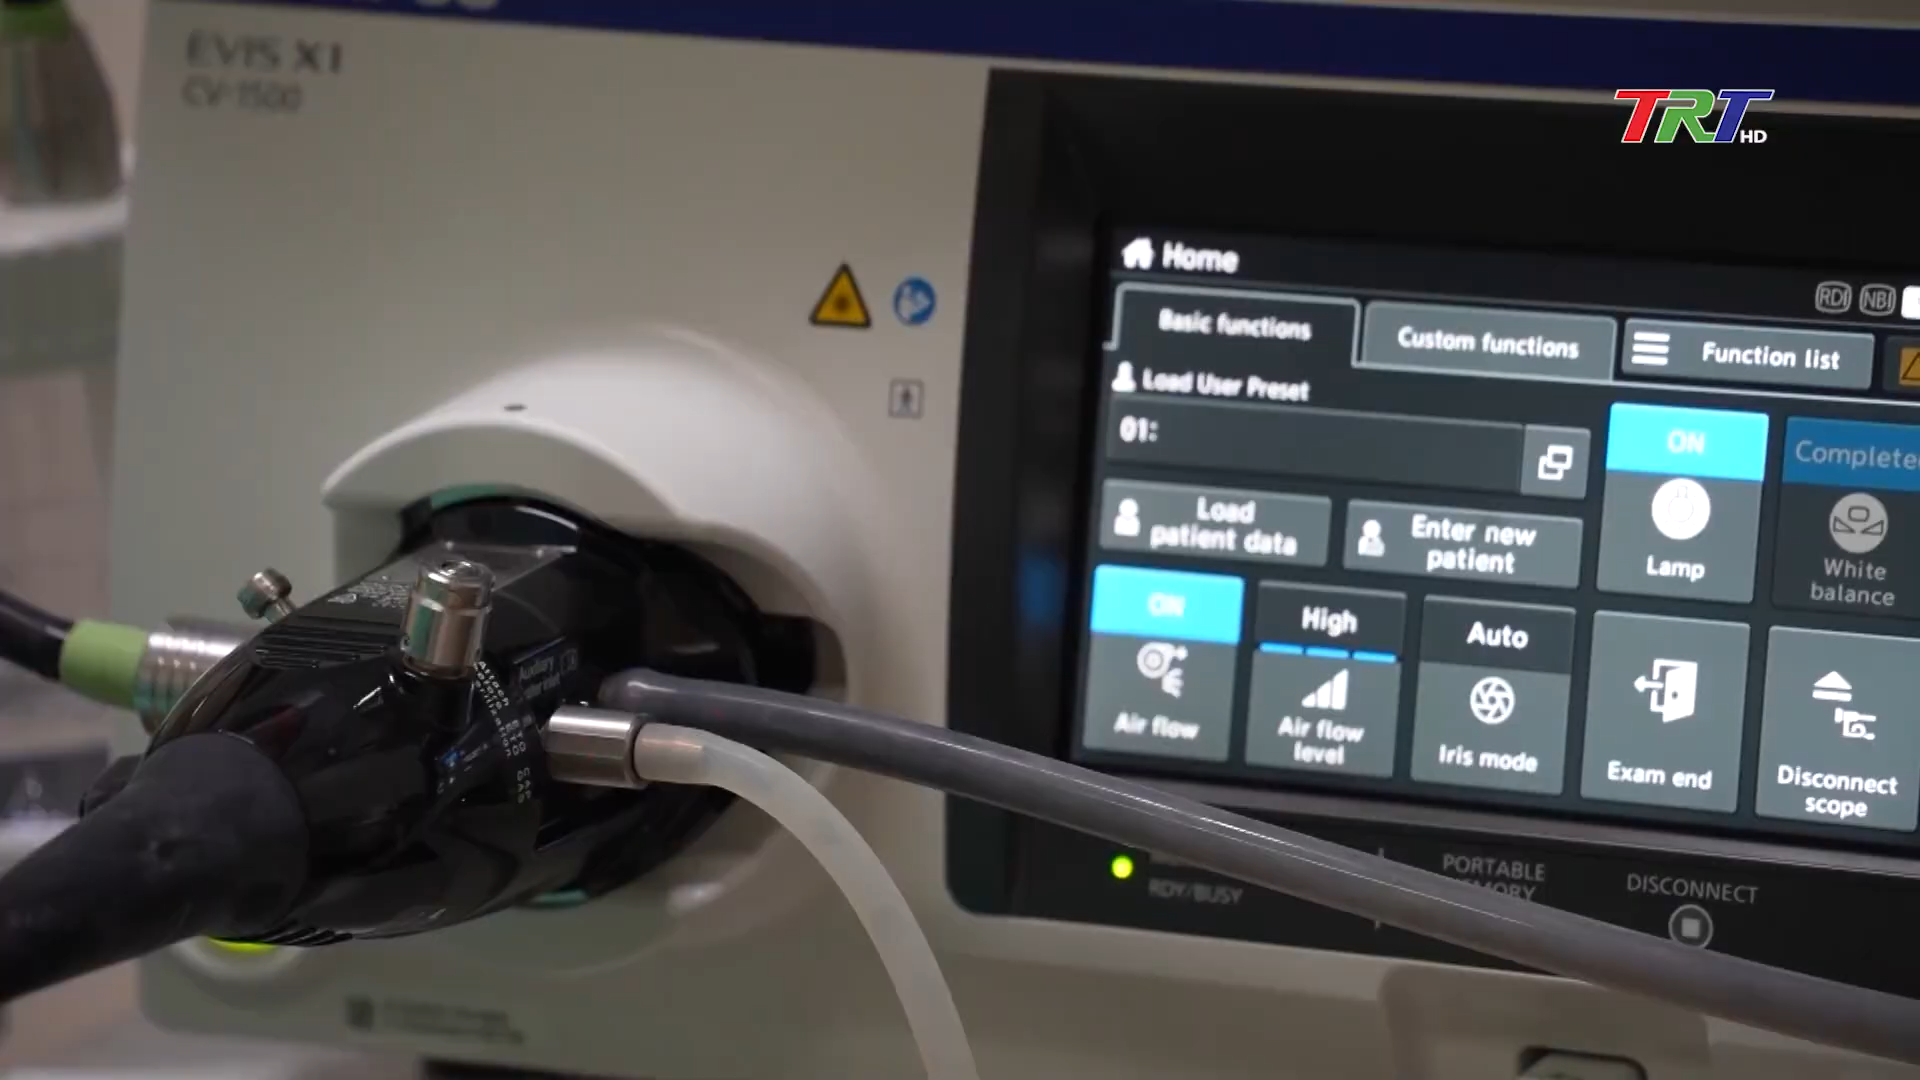 EVIS X1
CV-1500
TRT HD
Home
RDI NBI
Basic functions
Custom functions
Function list
Load User Preset
01:
ON
Lamp
Complete
White
balance
Load
patient data
Enter new
patient
ON
Air flow
High
Air flow
level
Auto
Iris mode
Exam end
Disconnect
scope
RDY/BUSY
PORTABLE
DISCONNECT
Auxiliary